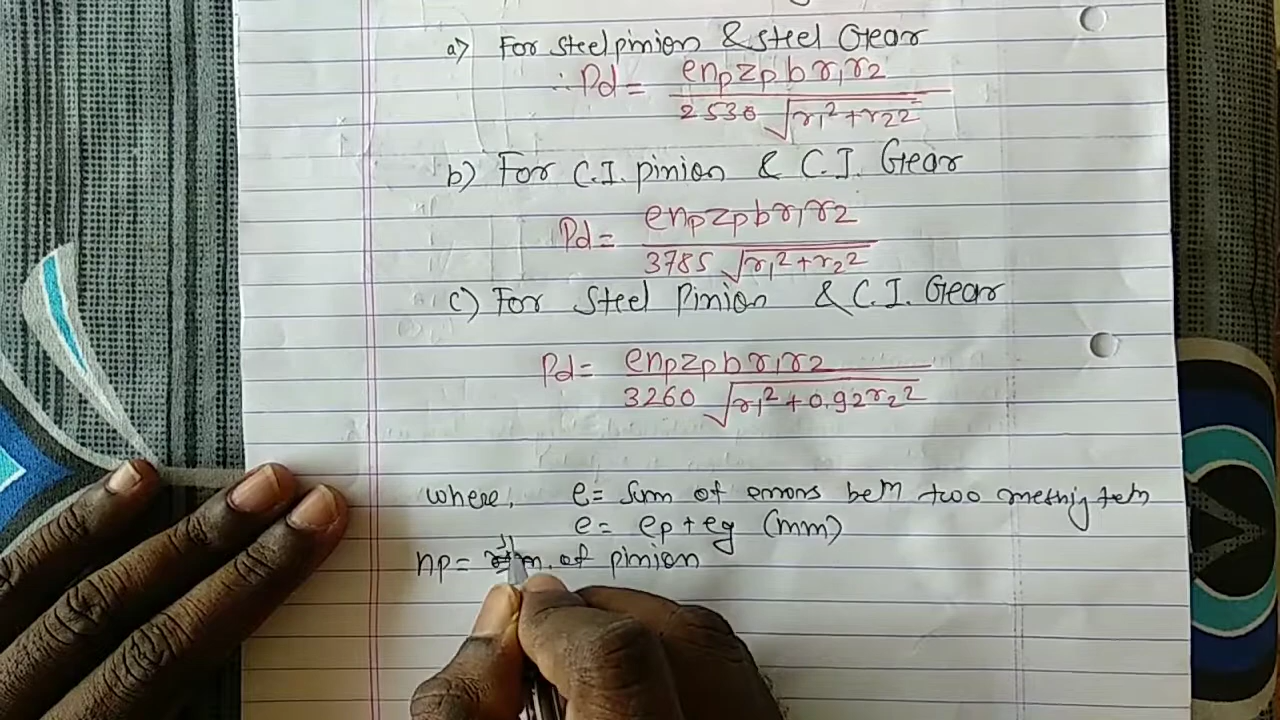 a) For steel pinion & steel Gear
∴ Pd = enpzpbr1r2 / 2530 √r1²+r2²
b) For C.I. pinion & C.I. Gear
Pd = enpzpbr1r2 / 3785 √r1²+r2²
c) For Steel Pinion & C.I. Gear
Pd = enpzpbr1r2 / 3260 √r1²+0.92r2²
where, e = sum of errors betn two meshig teth
e = ep+eg (mm)
np = of pinion